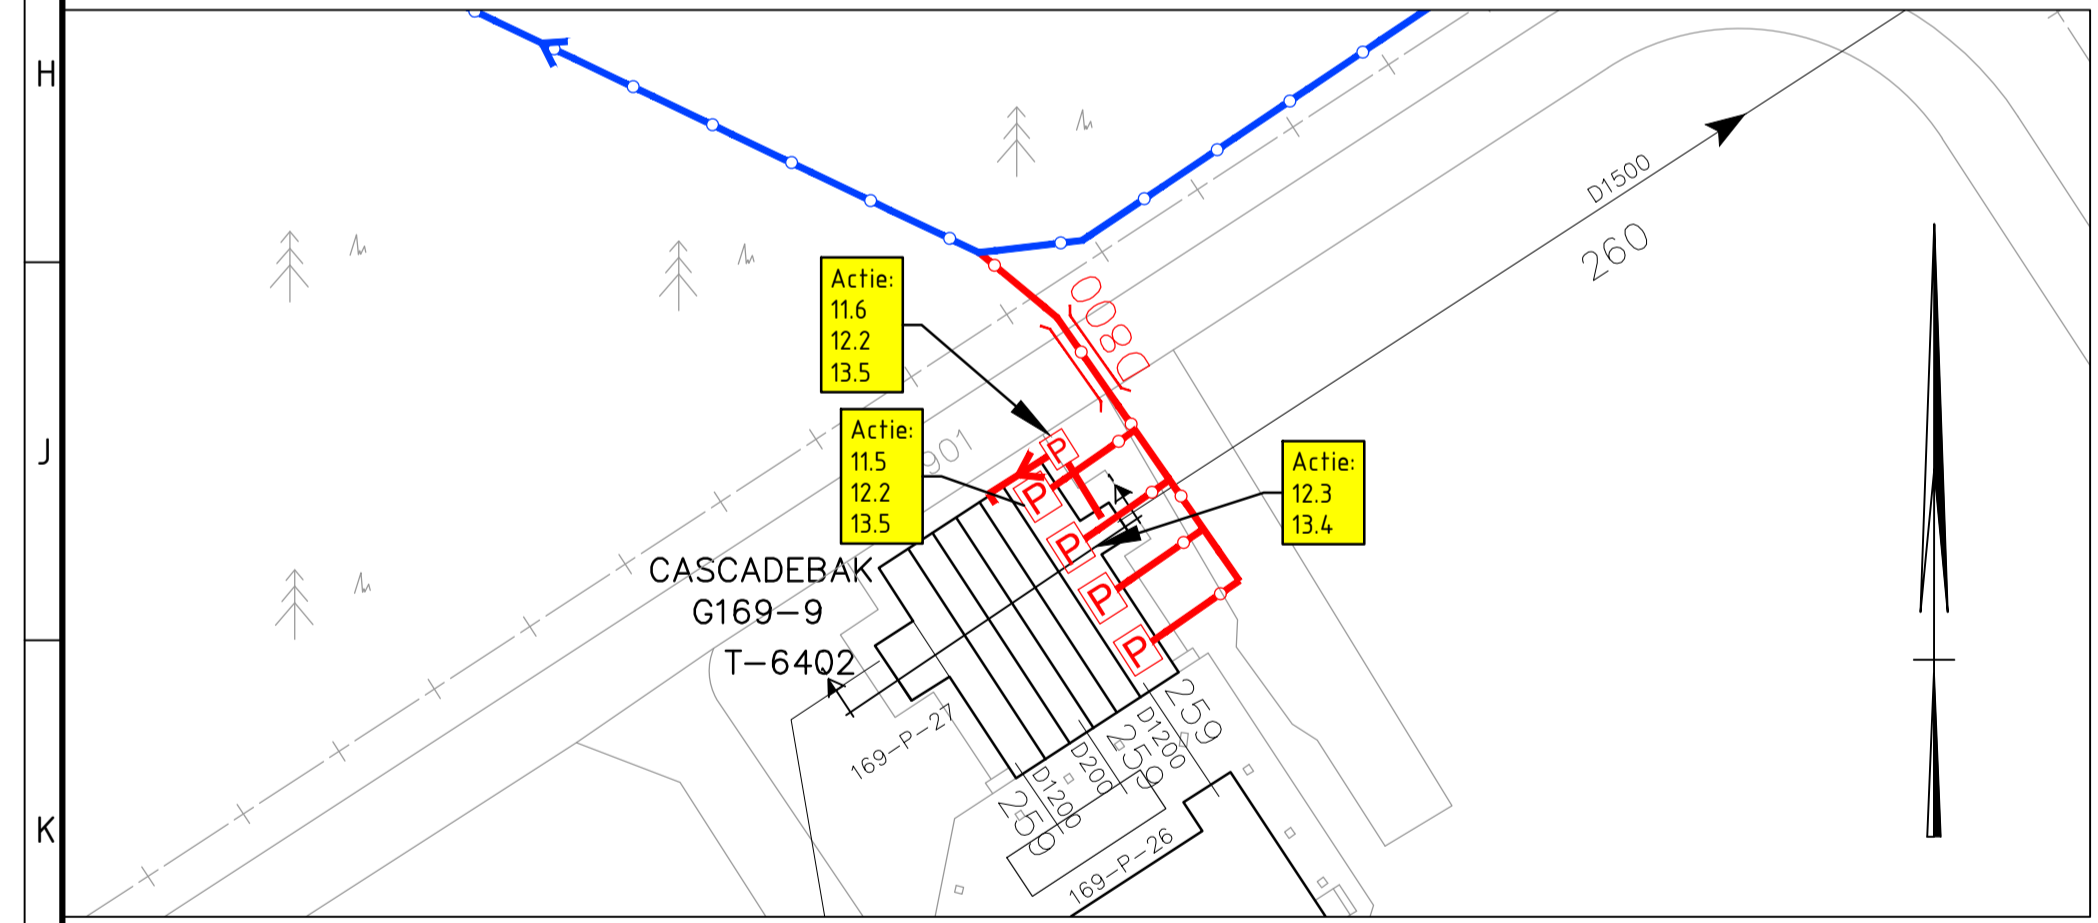 H
J
K
D1500
260
D800
Actie:
11.6
12.2
13.5
Actie:
11.5
12.2
13.5
Actie:
12.3
13.4
901
P
P
P
P
P
CASCADEBAK
G169-9
T-6402
A
A
169-P-27
259
D1200
259
D200
259
D1200
169-P-26